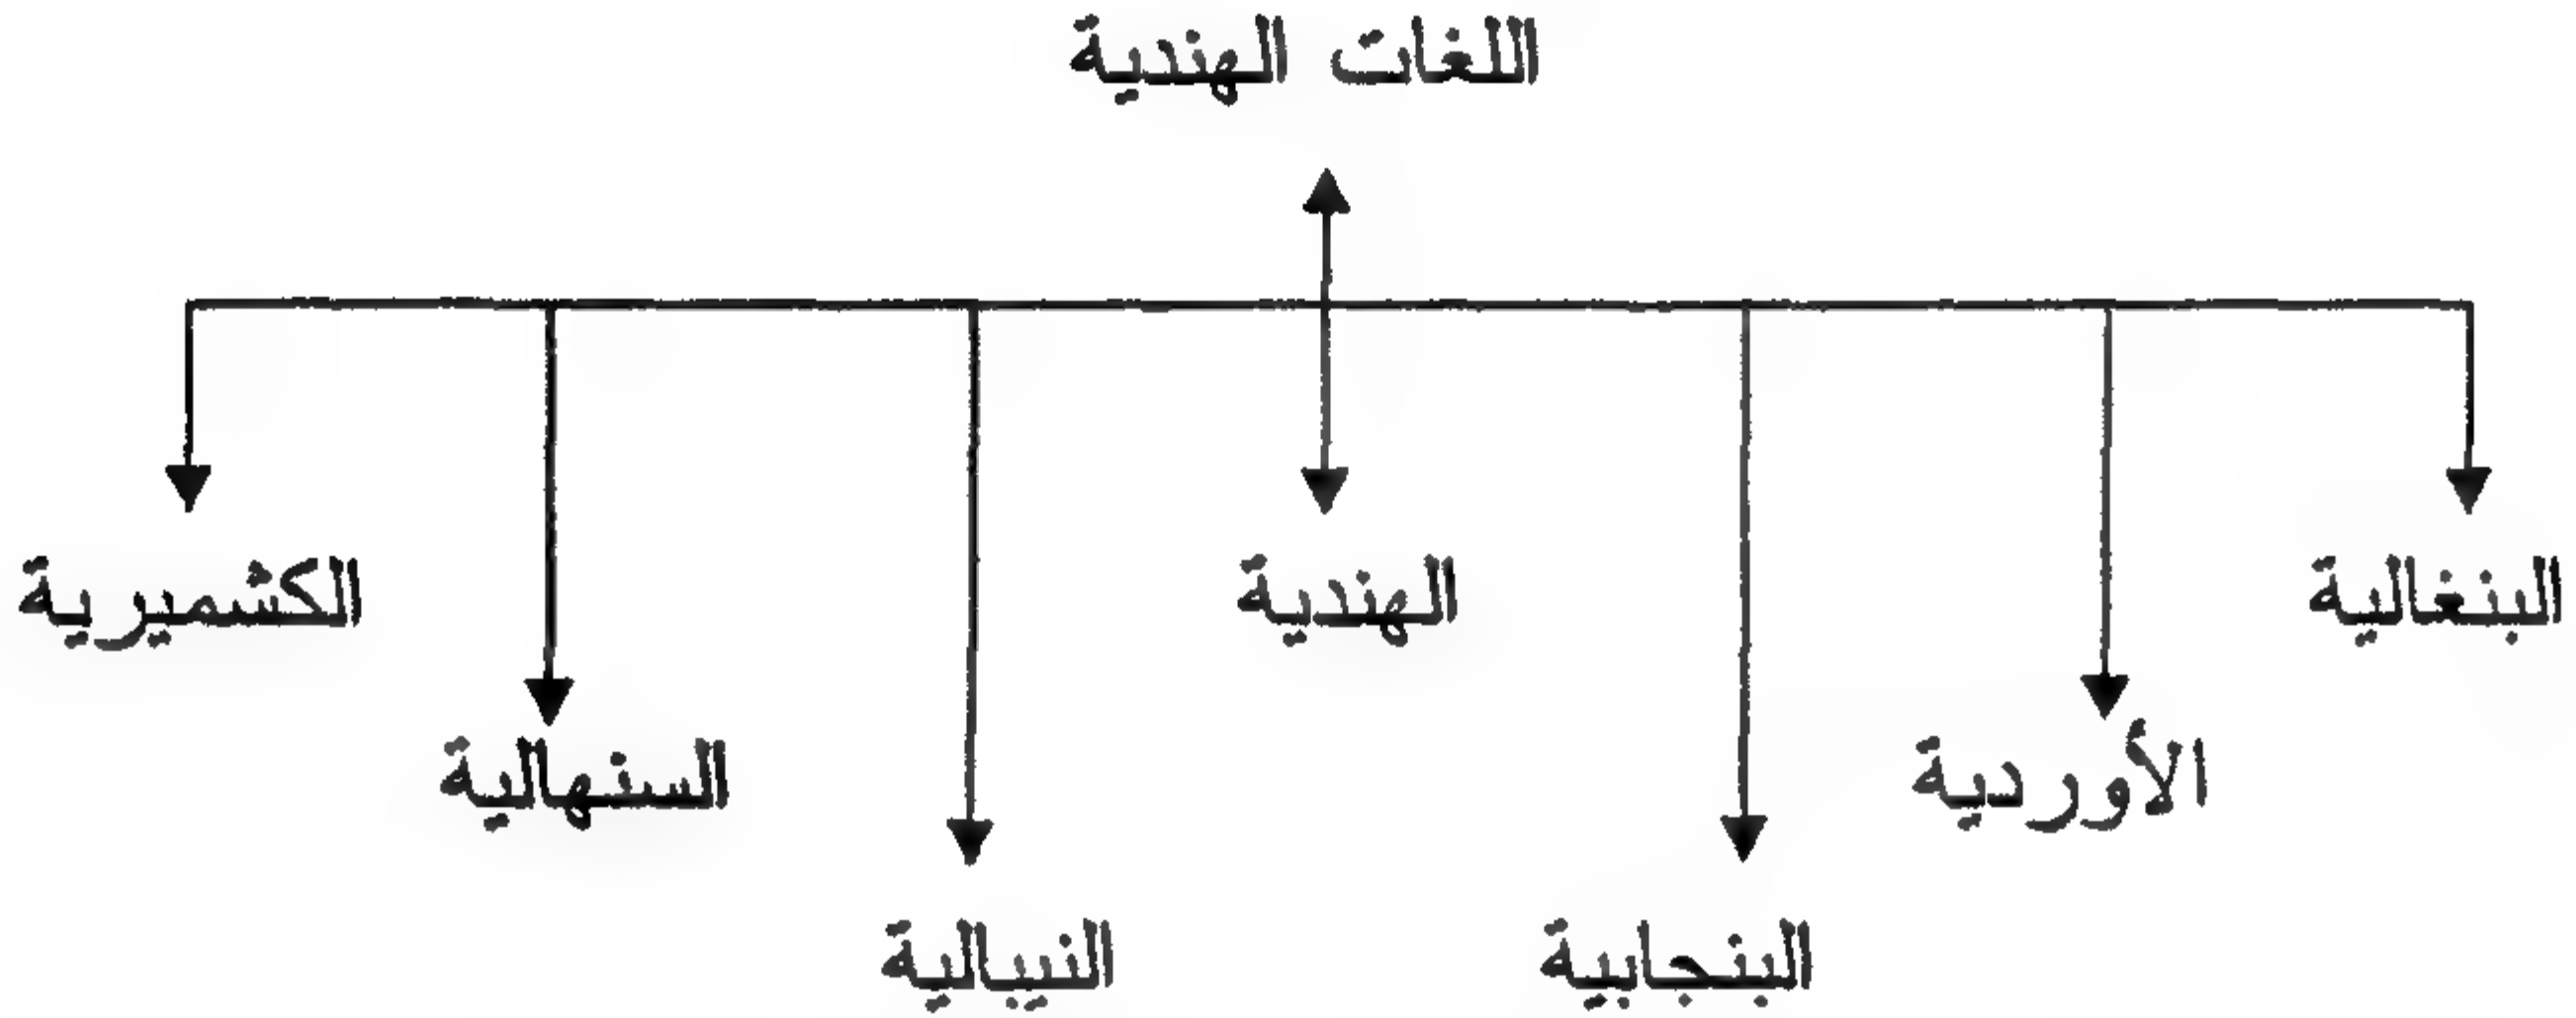 اللغات الهندية
البنغالية
الأوردية
البنجابية
الهندية
النيبالية
السنهالية
الكشميرية